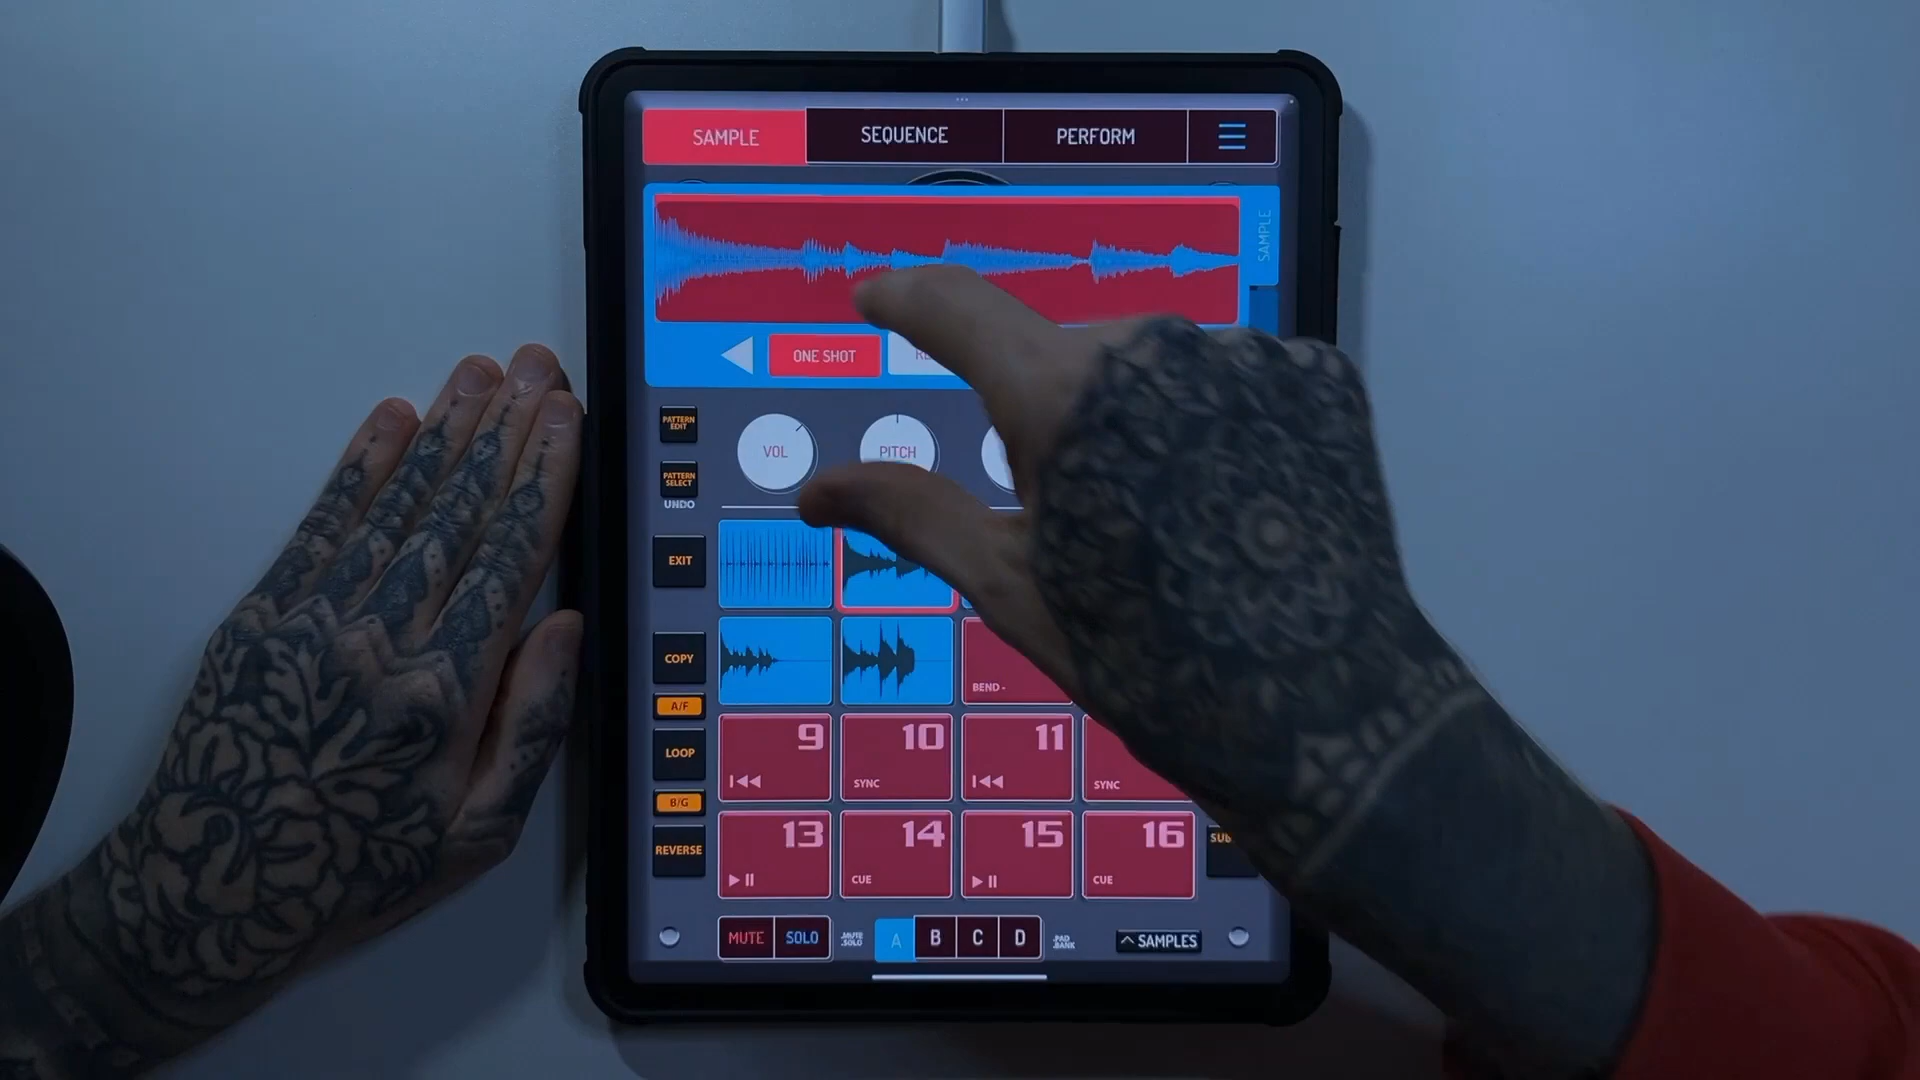 SAMPLE
SEQUENCE
PERFORM
SAMPLE
ONE SHOT
PATTERN
EDIT
VOL
PITCH
PATTERN
SELECT
UNDO
EXIT
COPY
BEND -
A/F
LOOP
9
10
11
SYNC
SYNC
B/G
REVERSE
13
14
15
16
CUE
CUE
SUB
MUTE
SOLO
MUTE
SOLO
A
B
C
D
PAD
BANK
SAMPLES